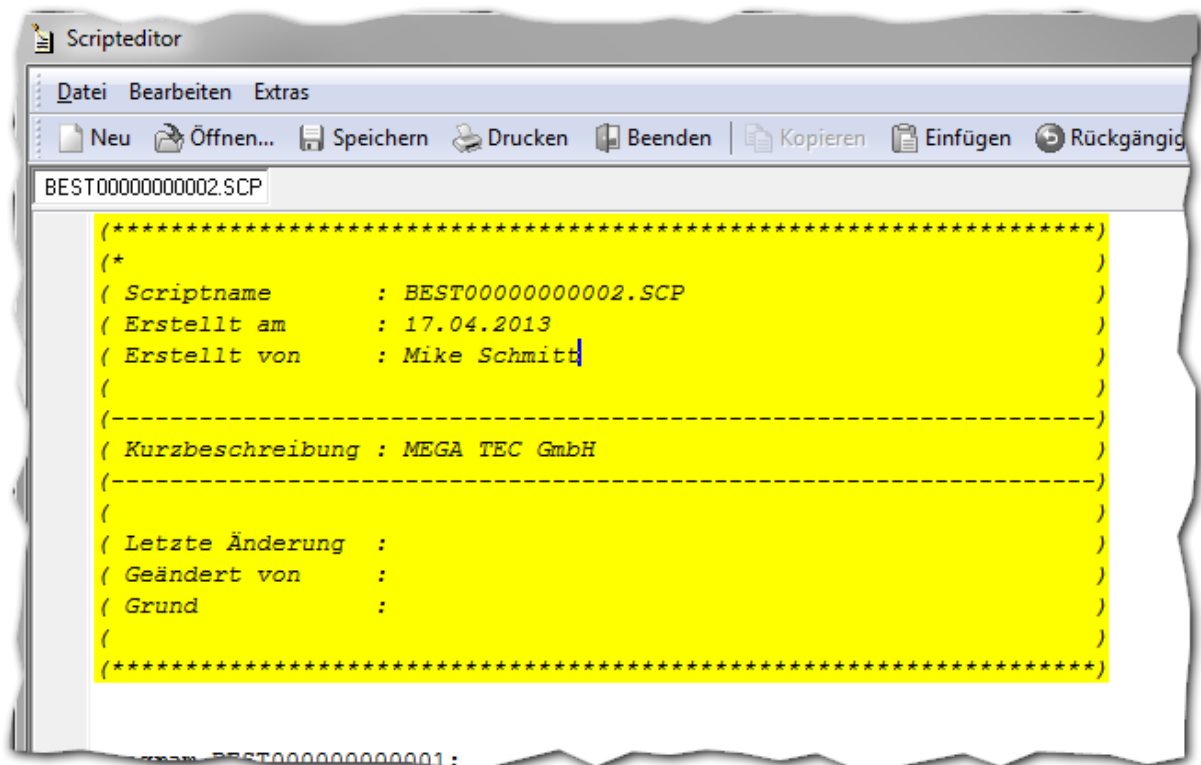 Scripteditor
Datei Bearbeiten Extras
Neu Öffnen... Speichern Drucken Beenden Kopieren Einfügen Rückgängig
BEST00000000002.SCP
(*******************************************************************)
(* )
( Scriptname : BEST00000000002.SCP )
( Erstellt am : 17.04.2013 )
( Erstellt von : Mike Schmitt )
( )
(-------------------------------------------------------------------)
( Kurzbeschreibung : MEGA TEC GmbH )
(-------------------------------------------------------------------)
( )
( Letzte Änderung : )
( Geändert von : )
( Grund : )
( )
(*******************************************************************)